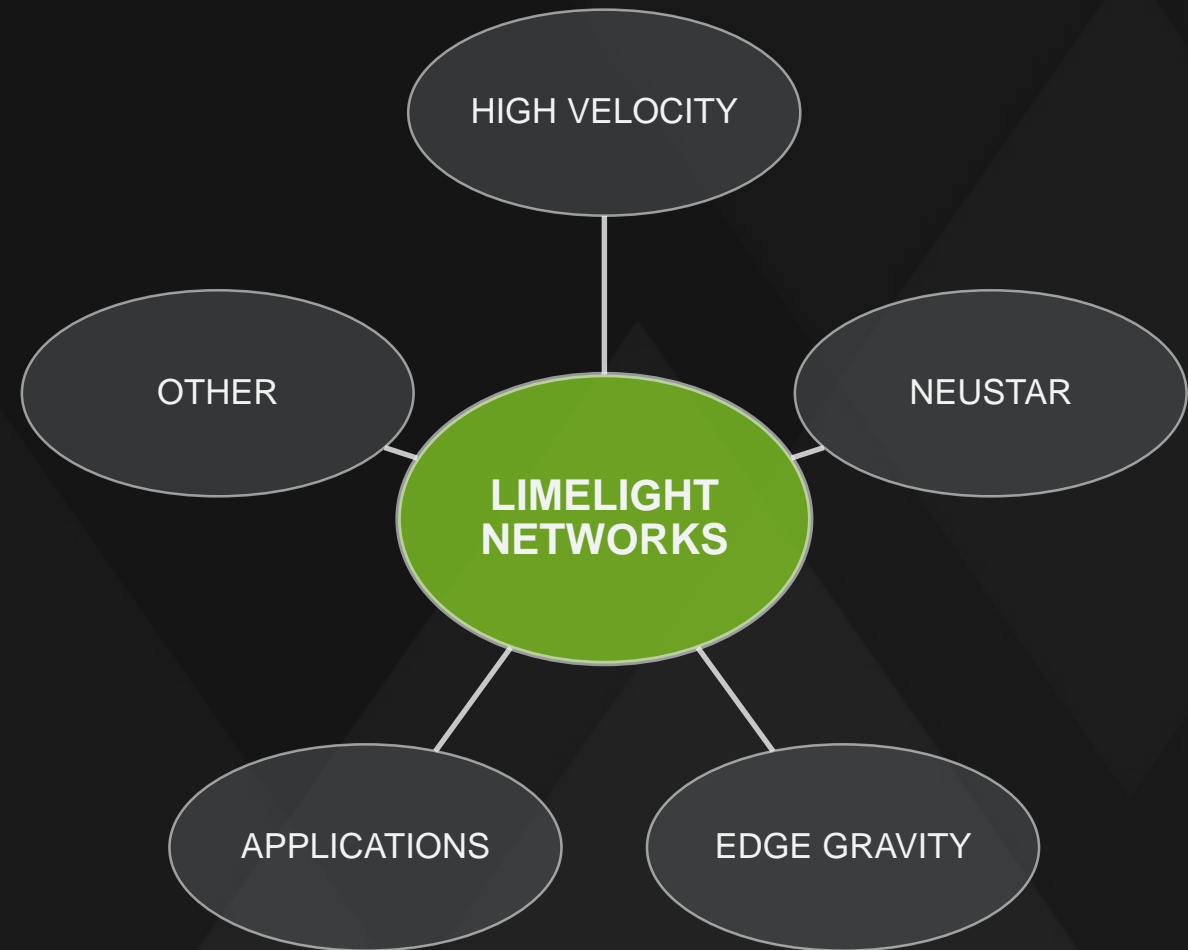 HIGH VELOCITY
OTHER
NEUSTAR
LIMELIGHT
NETWORKS
APPLICATIONS
EDGE GRAVITY